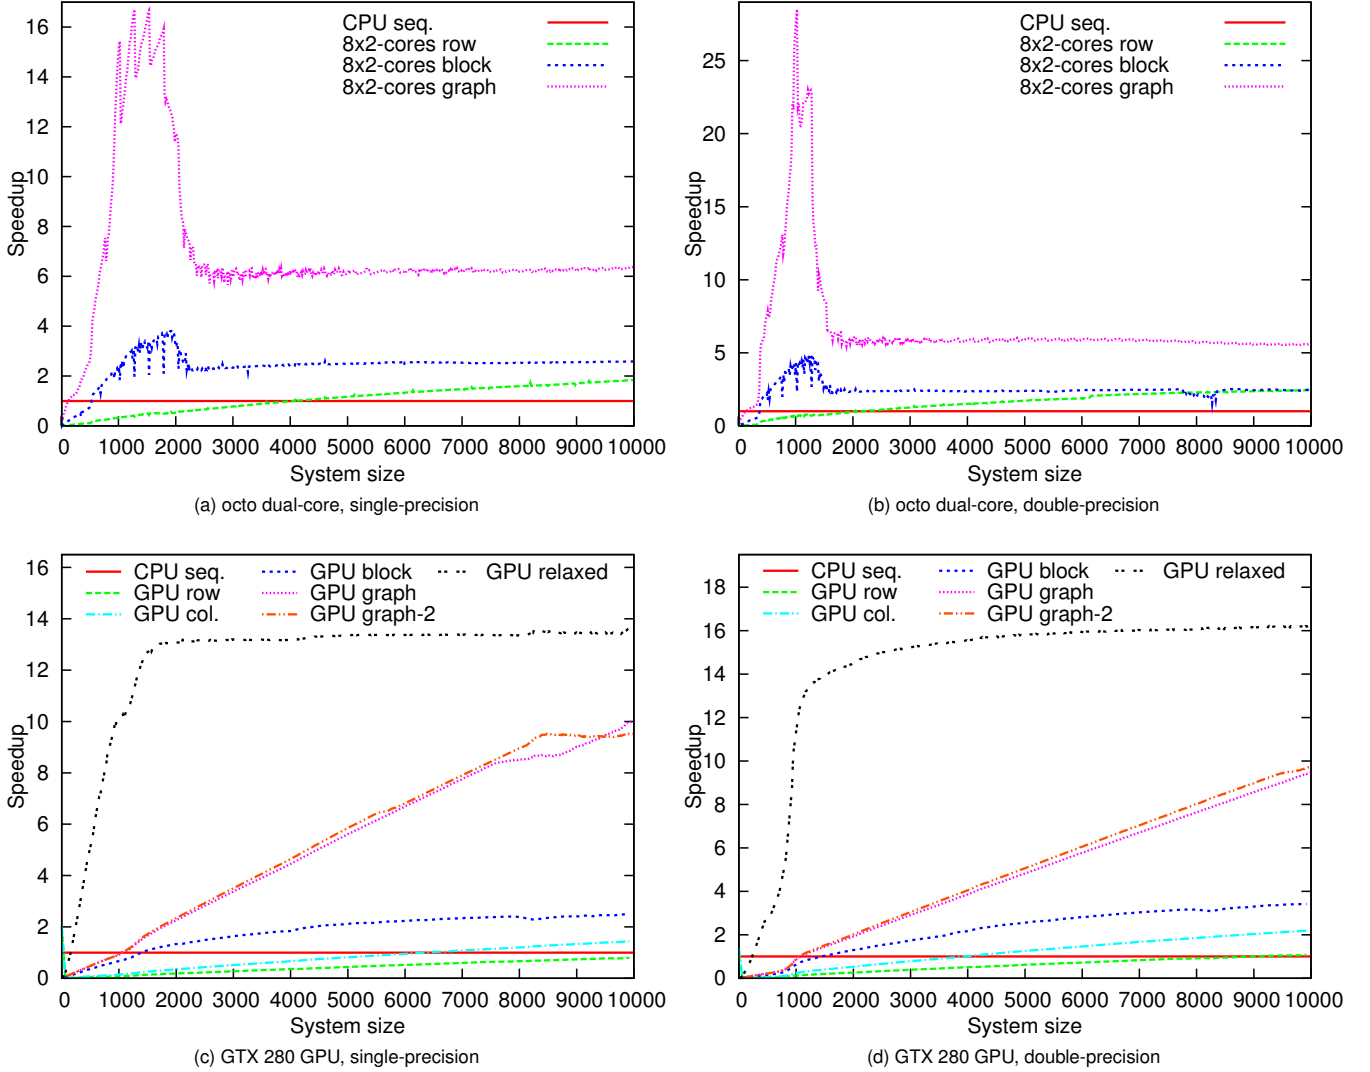 CPU seq.
8x2-cores row
8x2-cores block
8x2-cores graph
Speedup
16
14
12
10
8
6
4
2
0
0 1000 2000 3000 4000 5000 6000 7000 8000 9000 10000
System size
(a) octo dual-core, single-precision
CPU seq.
8x2-cores row
8x2-cores block
8x2-cores graph
Speedup
25
20
15
10
5
0
0 1000 2000 3000 4000 5000 6000 7000 8000 9000 10000
System size
(b) octo dual-core, double-precision
CPU seq. GPU block GPU relaxed
GPU row GPU graph
GPU col. GPU graph-2
Speedup
16
14
12
10
8
6
4
2
0
0 1000 2000 3000 4000 5000 6000 7000 8000 9000 10000
System size
(c) GTX 280 GPU, single-precision
CPU seq. GPU block GPU relaxed
GPU row GPU graph
GPU col. GPU graph-2
Speedup
18
16
14
12
10
8
6
4
2
0
0 1000 2000 3000 4000 5000 6000 7000 8000 9000 10000
System size
(d) GTX 280 GPU, double-precision